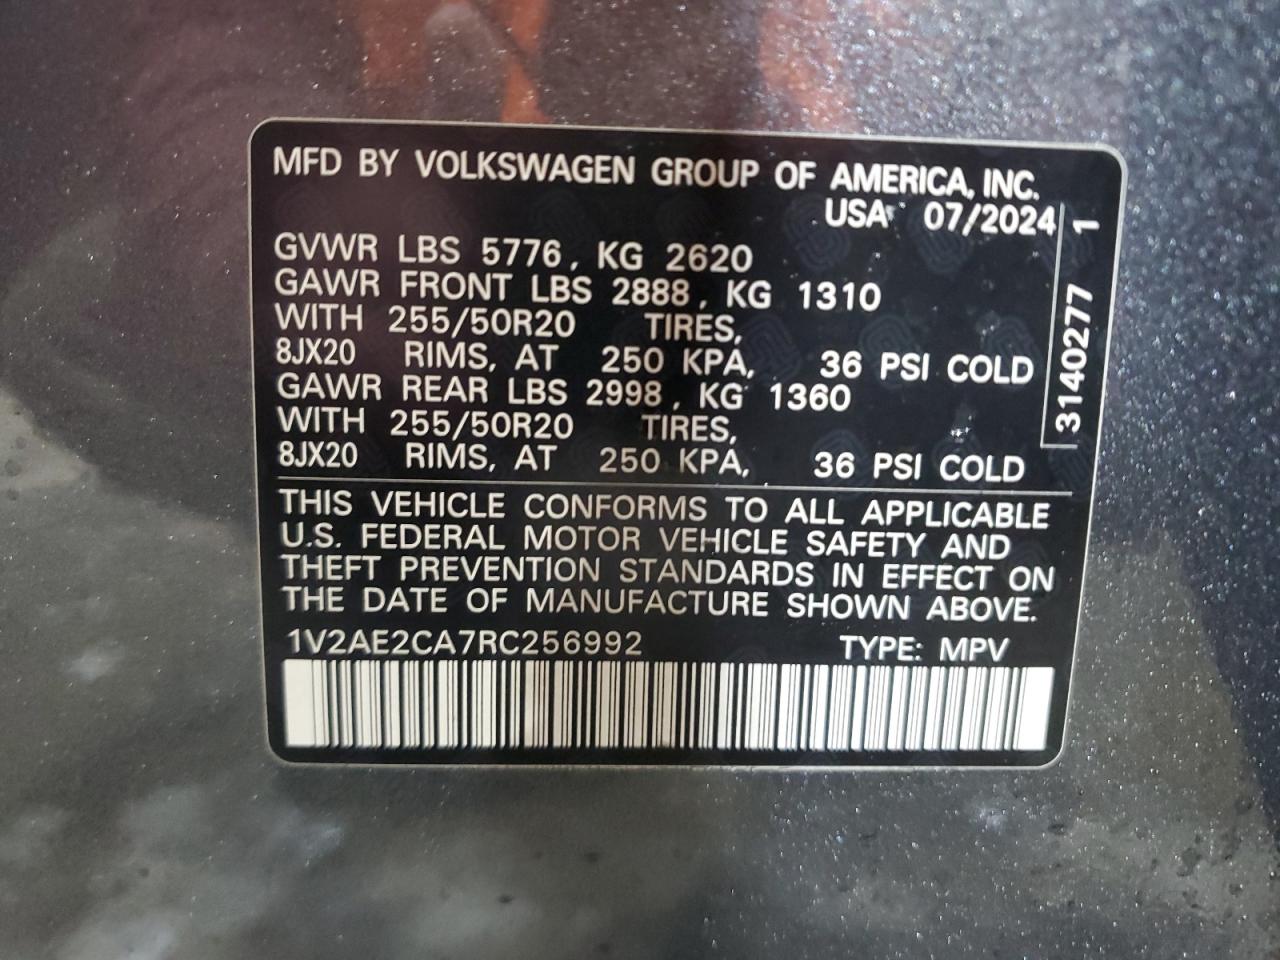 MFD BY VOLKSWAGEN GROUP OF AMERICA, INC.
USA 07/2024
GVWR LBS 5776, KG 2620
GAWR FRONT LBS 2888, KG 1310
WITH 255/50R20 TIRES,
8JX20 RIMS, AT 250 KPA, 36 PSI COLD
GAWR REAR LBS 2998, KG 1360
WITH 255/50R20 TIRES,
8JX20 RIMS, AT 250 KPA, 36 PSI COLD
3140277 1
THIS VEHICLE CONFORMS TO ALL APPLICABLE
U.S. FEDERAL MOTOR VEHICLE SAFETY AND
THEFT PREVENTION STANDARDS IN EFFECT ON
THE DATE OF MANUFACTURE SHOWN ABOVE.
1V2AE2CA7RC256992 TYPE: MPV